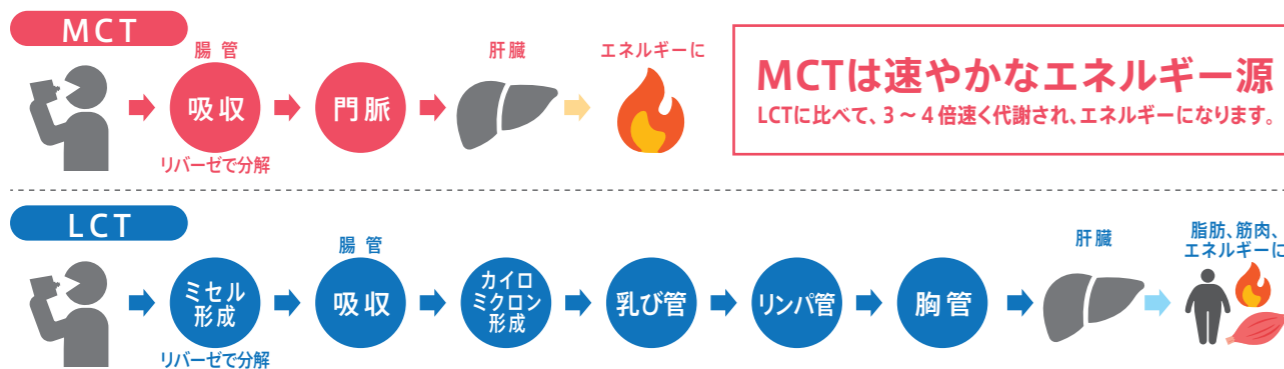 MCT
腸管
肝臓
エネルギーに
吸収
門脈
リバーゼで分解
MCTは速やかなエネルギー源
LCTに比べて、3～4倍速く代謝され、エネルギーになります。
LCT
腸管
肝臓
脂肪、筋肉、
エネルギーに
ミセル
形成
吸収
カイロ
ミクロン
形成
乳び管
リンパ管
胸管
リバーゼで分解